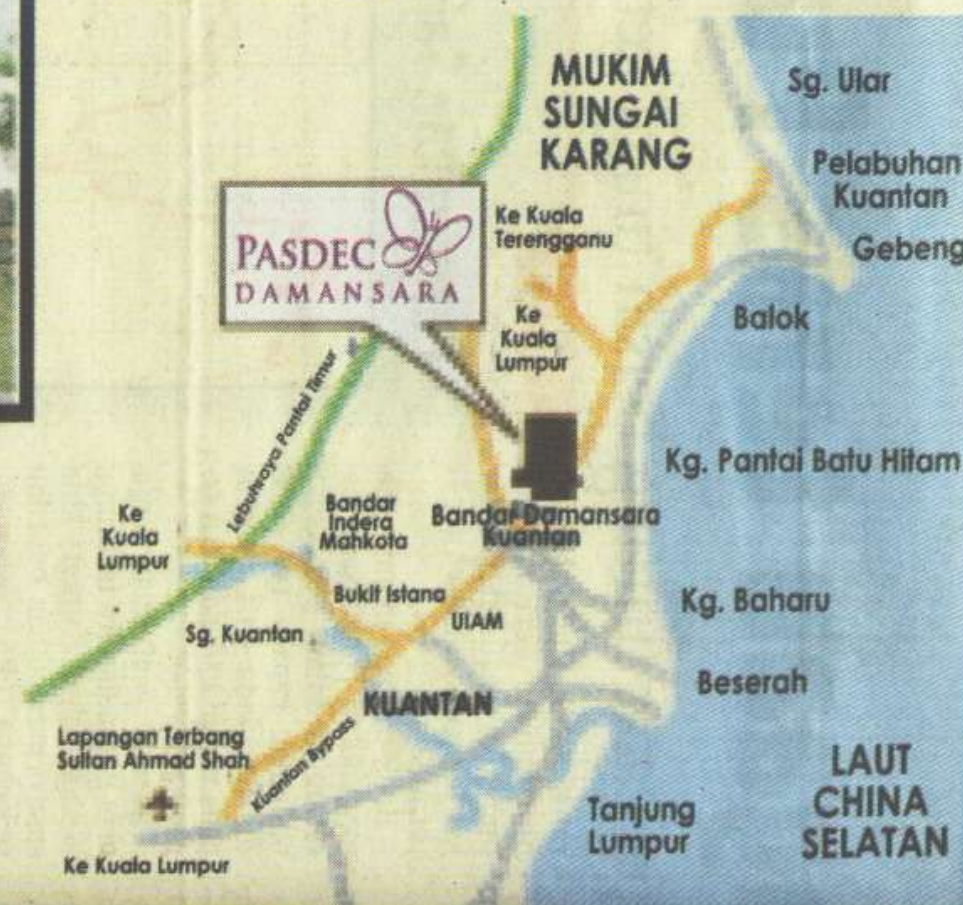 MUKIM
SUNGAI
KARANG
Sg. Ular
Pelabuhan
Kuantan
Gebeng
PASDEC
DAMANSARA
Ke Kuala
Terengganu
Ke
Kuala
Lumpur
Balok
Lebuhraya Pantai Timur
Kg. Pantai Batu Hitam
Ke
Kuala
Lumpur
Bandar
Indera
Mahkota
Bandar Damansara
Kuantan
Bukit Istana
UIAM
Kg. Baharu
Sg. Kuantan
Beserah
KUANTAN
Lapangan Terbang
Sultan Ahmad Shah
Kuantan Bypass
LAUT
CHINA
SELATAN
Tanjung
Lumpur
Ke Kuala Lumpur